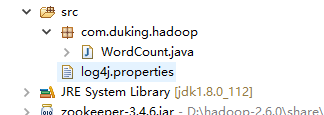 src
com.duking.hadoop
WordCount.java
log4j.properties
JRE System Library [jdk1.8.0_112]
zookeeper-3.4.6.jar - D:\hadoop-2.6.0\share\